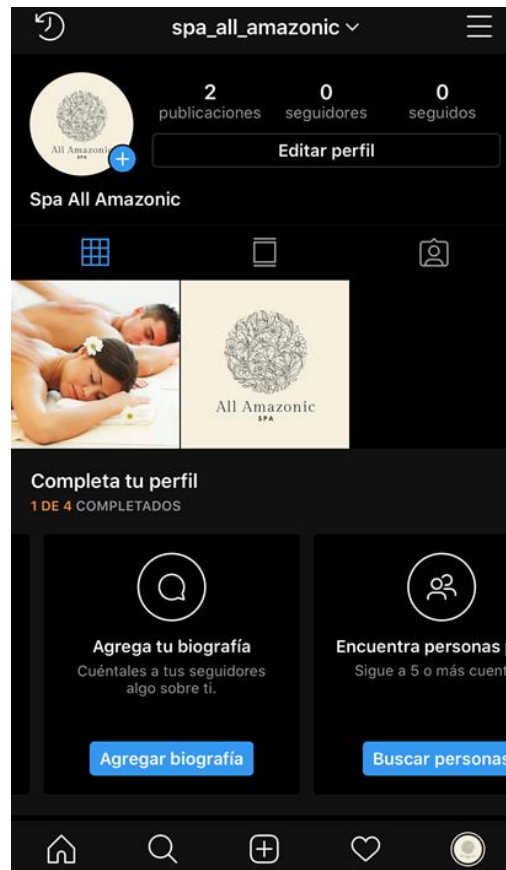 spa_all_amazonic
2 0 0
publicaciones seguidores seguidos
All Amazonic
SPA
Editar perfil
Spa All Amazonic
All Amazonic
SPA
Completa tu perfil
1 DE 4 COMPLETADOS
Agrega tu biografía
Cuéntales a tus seguidores
algo sobre ti.
Agregar biografía
Encuentra personas
Sigue a 5 o más
Buscar personas